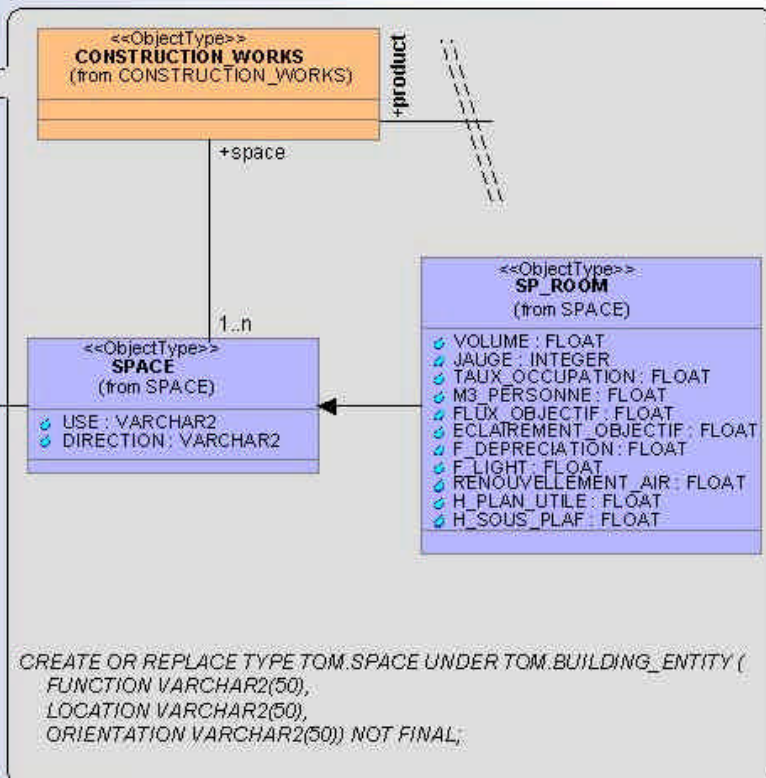 <<ObjectType>>
CONSTRUCTION_WORKS
(from CONSTRUCTION_WORKS)
+product
+space
1..n
<<ObjectType>>
SPACE
(from SPACE)
USE : VARCHAR2
DIRECTION : VARCHAR2
<<ObjectType>>
SP_ROOM
(from SPACE)
VOLUME : FLOAT
JAUGE : INTEGER
TAUX_OCCUPATION : FLOAT
M3_PERSONNE : FLOAT
FLUX_OBJECTIF : FLOAT
ECLAIREMENT_OBJECTIF : FLOAT
F_DEPRECIATION : FLOAT
F_LIGHT : FLOAT
RENOUVELLEMENT_AIR : FLOAT
H_PLAN_UTILE : FLOAT
H_SOUS_PLAF : FLOAT
CREATE OR REPLACE TYPE TOM.SPACE UNDER TOM.BUILDING_ENTITY (
FUNCTION VARCHAR2(50),
LOCATION VARCHAR2(50),
ORIENTATION VARCHAR2(50)) NOT FINAL;